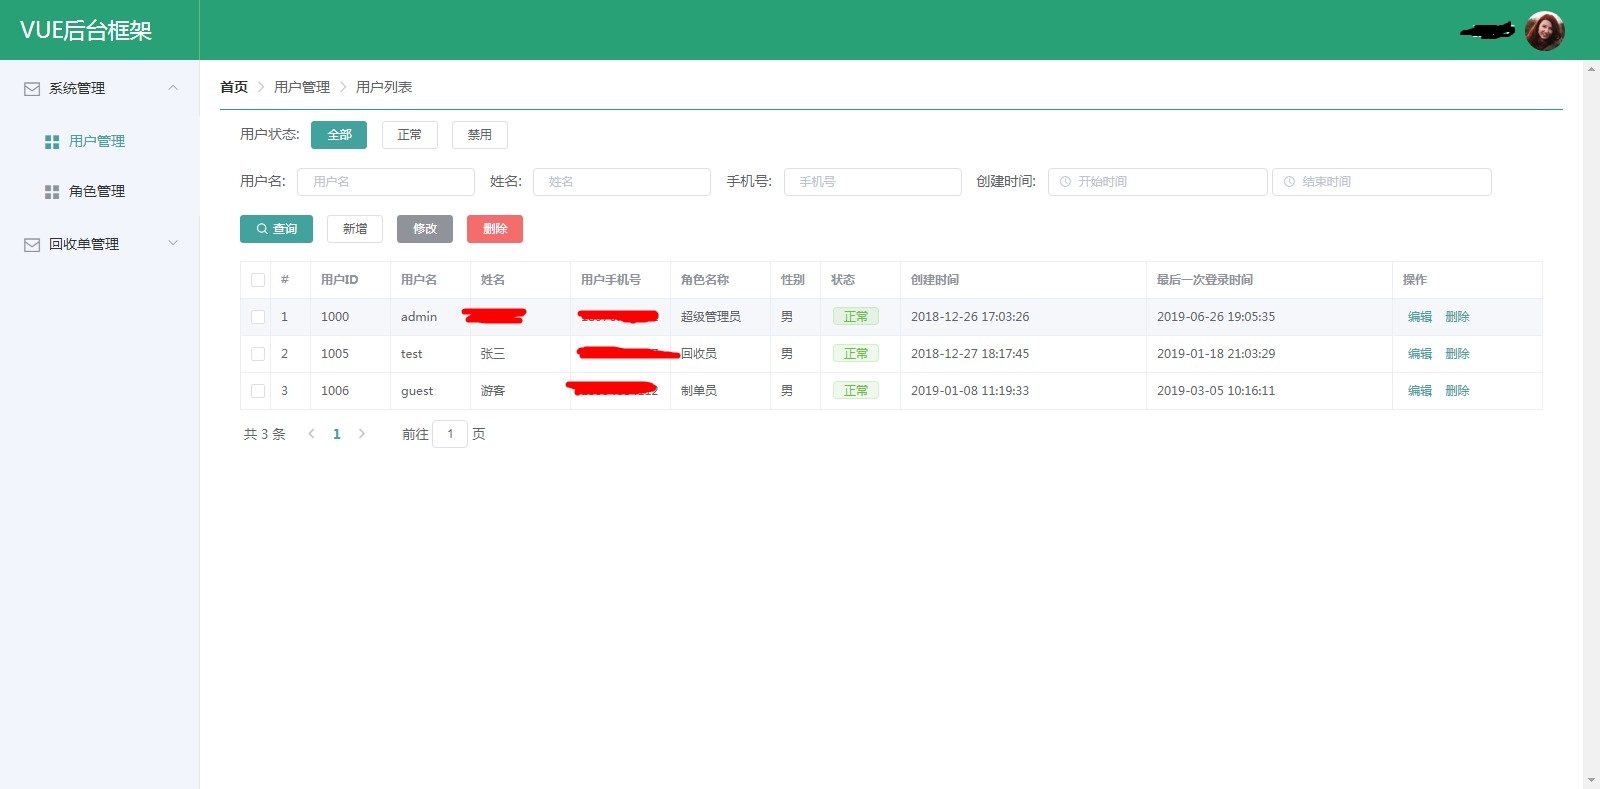 VUE后台框架
系统管理
用户管理
角色管理
回收单管理
首页 用户管理 用户列表
用户状态: 全部 正常 禁用
用户名: 用户名 姓名: 姓名 手机号: 手机号 创建时间: 开始时间 结束时间
查询 新增 修改 删除
# 用户ID 用户名 姓名 用户手机号 角色名称 性别 状态 创建时间 最后一次登录时间 操作
1 1000 admin 超级管理员 男 正常 2018-12-26 17:03:26 2019-06-26 19:05:35 编辑 删除
2 1005 test 张三 回收员 男 正常 2018-12-27 18:17:45 2019-01-18 21:03:29 编辑 删除
3 1006 guest 游客 制单员 男 正常 2019-01-08 11:19:33 2019-03-05 10:16:11 编辑 删除
共 3 条 1 前往 1 页